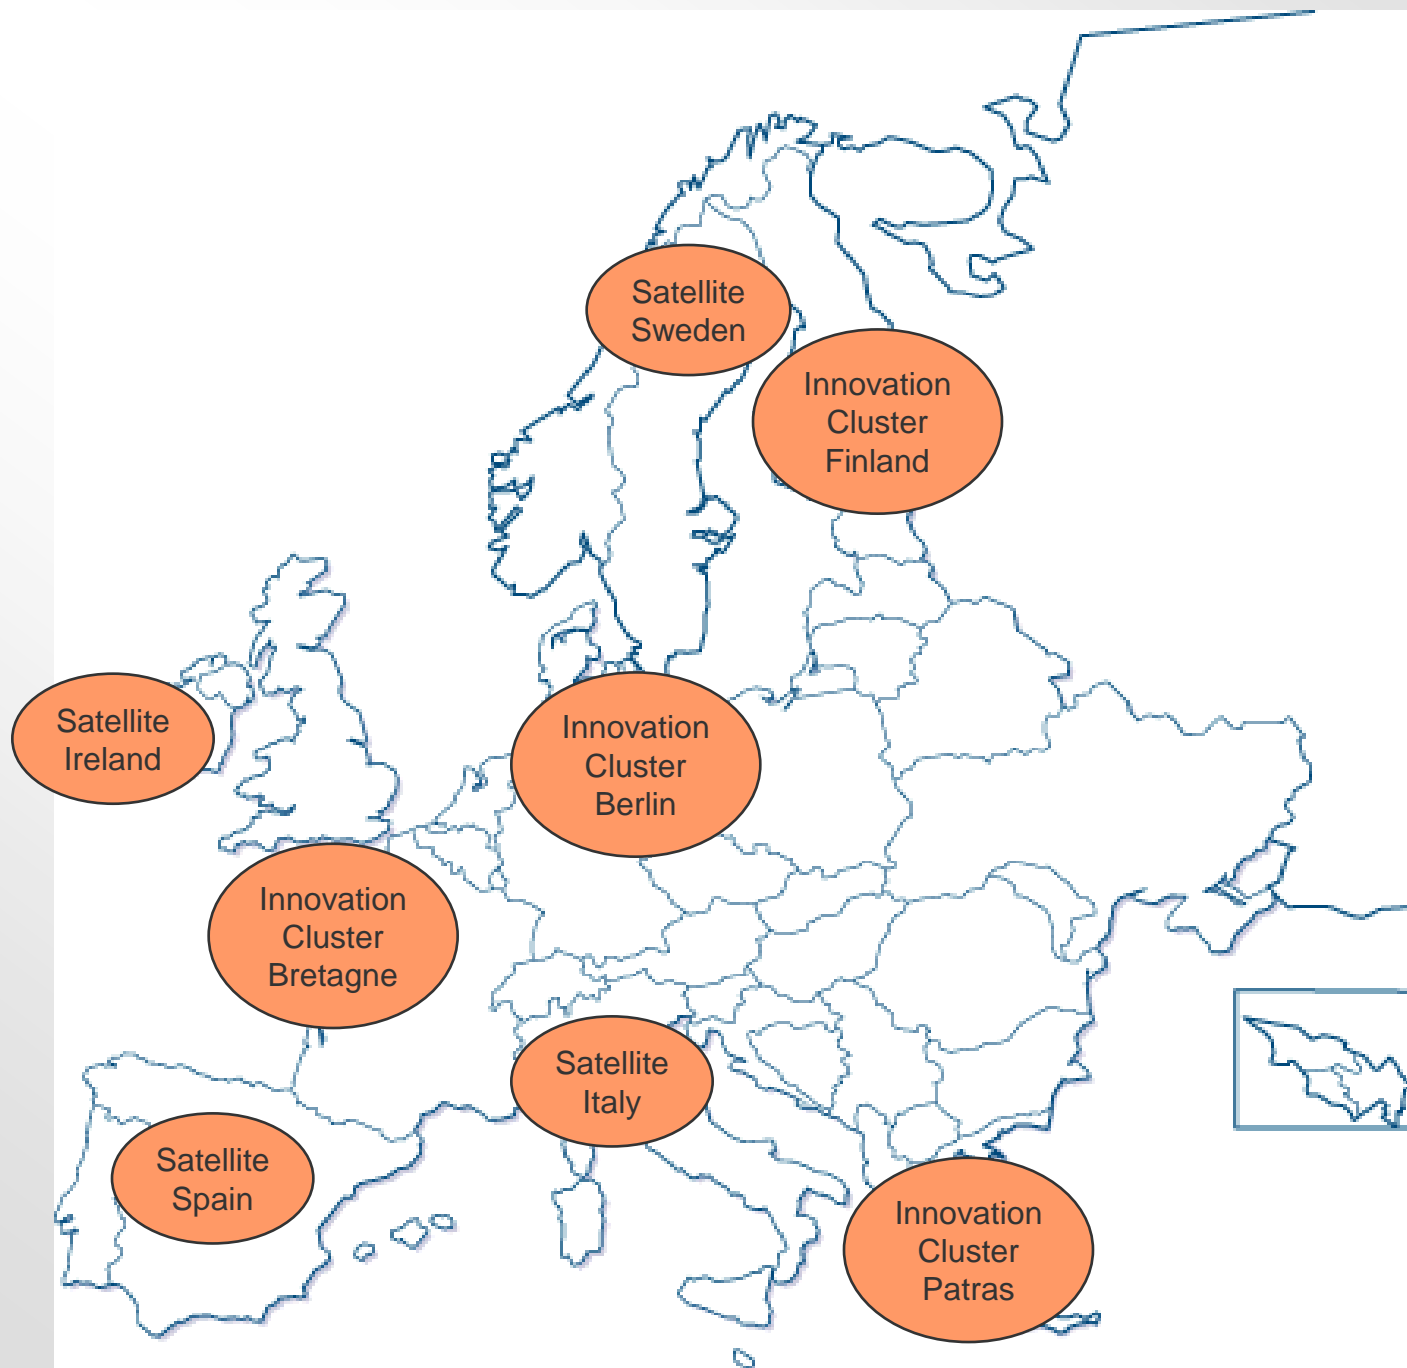 Satellite
Sweden
Innovation
Cluster
Finland
Satellite
Ireland
Innovation
Cluster
Berlin
Innovation
Cluster
Bretagne
Satellite
Italy
Satellite
Spain
Innovation
Cluster
Patras